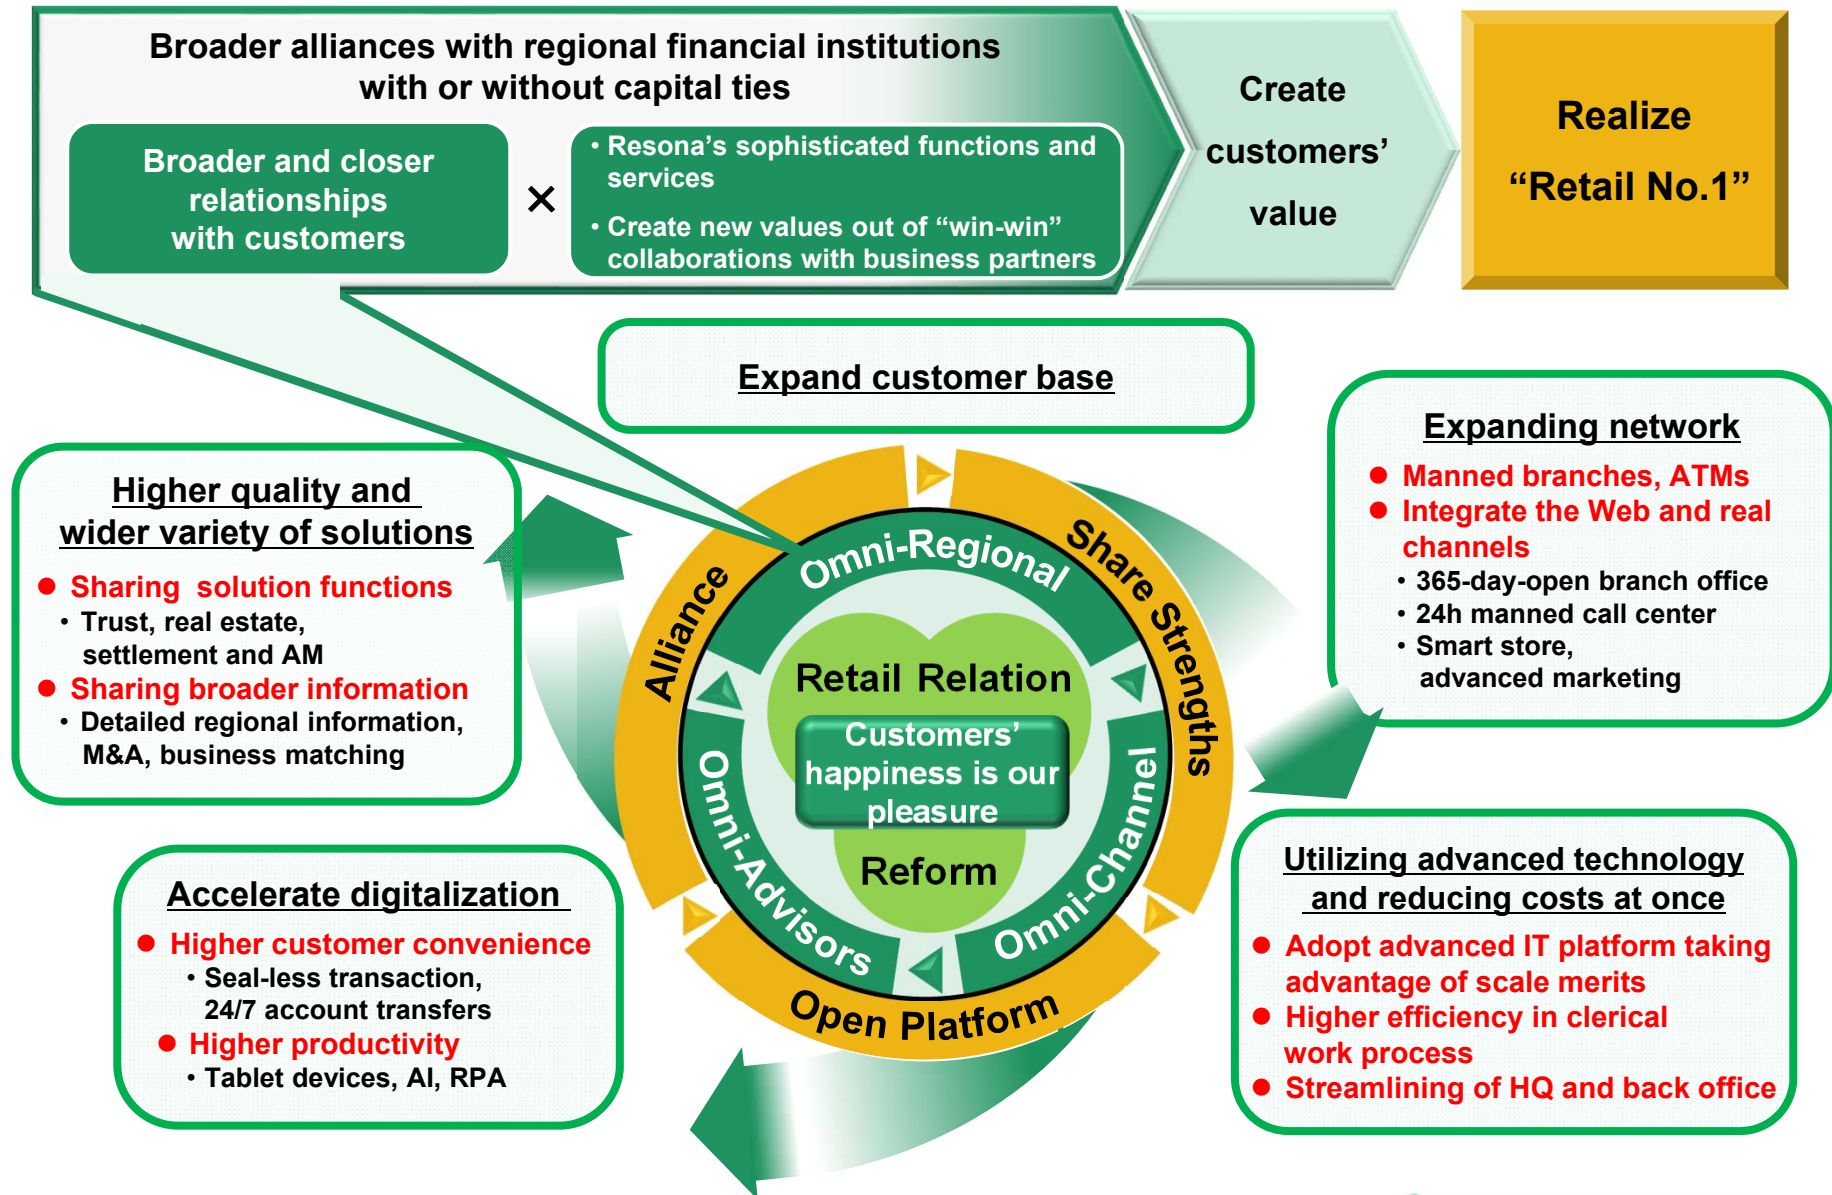 Broader alliances with regional financial institutions
with or without capital ties
Broader and closer
relationships
with customers
×
• Resona’s sophisticated functions and
services
• Create new values out of “win-win”
collaborations with business partners
Create
customers’
value
Realize
“Retail No.1”
Expand customer base
Higher quality and
wider variety of solutions
● Sharing solution functions
• Trust, real estate,
settlement and AM
● Sharing broader information
• Detailed regional information,
M&A, business matching
Expanding network
● Manned branches, ATMs
● Integrate the Web and real
channels
• 365-day-open branch office
• 24h manned call center
• Smart store,
advanced marketing
Alliance
Share Strengths
Open Platform
Omni-Regional
Omni-Channel
Omni-Advisors
Retail Relation
Customers’
happiness is our
pleasure
Reform
Accelerate digitalization
● Higher customer convenience
• Seal-less transaction,
24/7 account transfers
● Higher productivity
• Tablet devices, AI, RPA
Utilizing advanced technology
and reducing costs at once
● Adopt advanced IT platform taking
advantage of scale merits
● Higher efficiency in clerical
work process
● Streamlining of HQ and back office